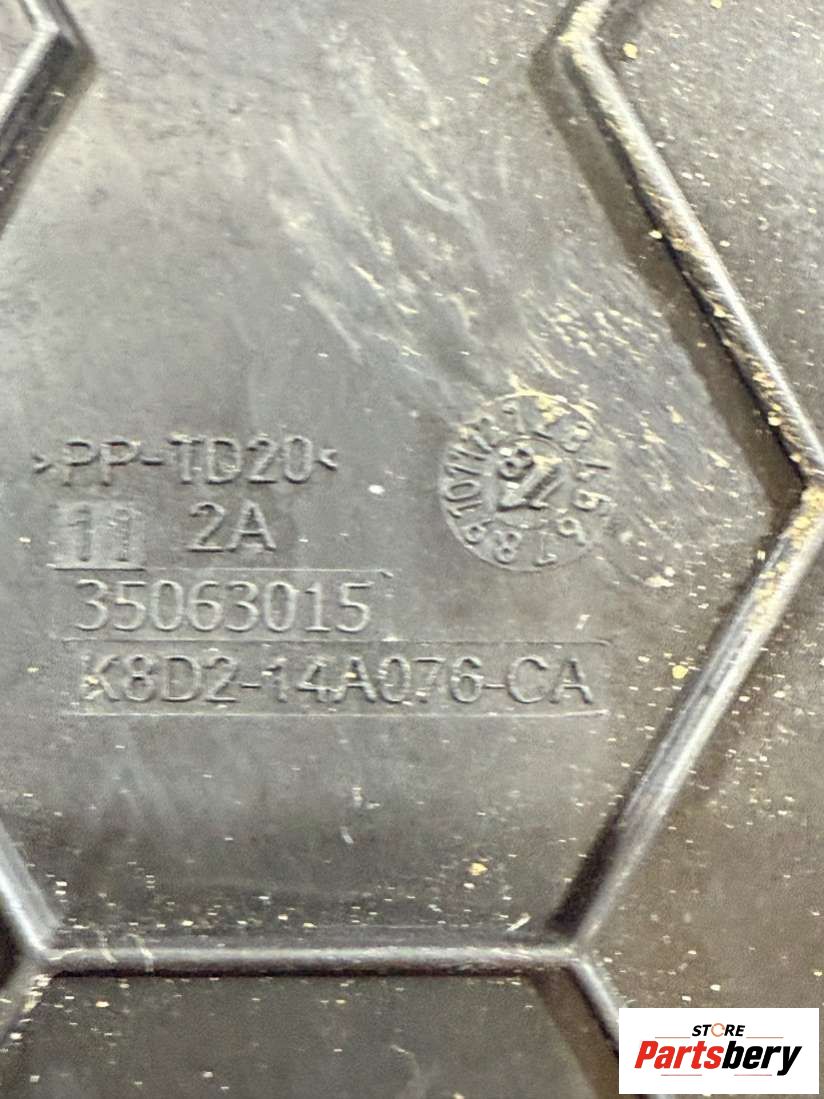 >PP-TD20<
11 2A
35063015
K8D2-14A076-CA
STORE
Partsbery